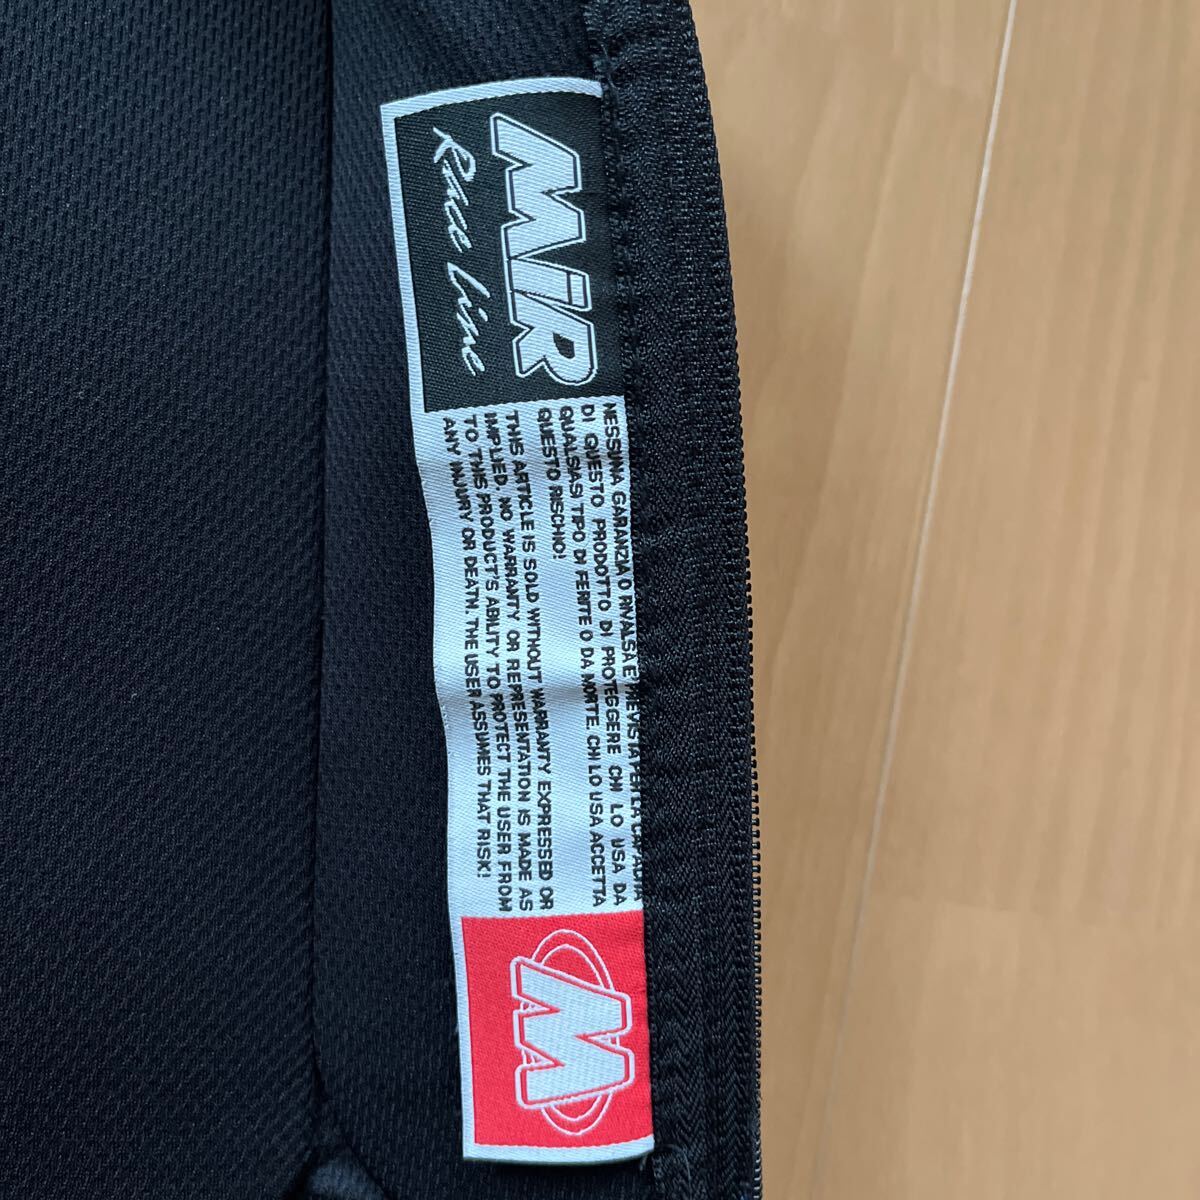 MiR
Race Line
NESSUNA GARANZIA O RIVALSA E' PREVISTA PER LA CAPACITA
DI QUESTO PRODOTTO DI PROTEGGERE CHI LO USA DA
QUALSIASI TIPO DI FERITE O DA MORTE. CHI LO USA ACCETTA
QUESTO RISCHIO!
THIS ARTICLE IS SOLD WITHOUT WARRANTY EXPRESSED OR
IMPLIED. NO WARRANTY OR REPRESENTATION IS MADE AS
TO THIS PRODUCT'S ABILITY TO PROTECT THE USER FROM
ANY INJURY OR DEATH. THE USER ASSUMES THAT RISK!
M